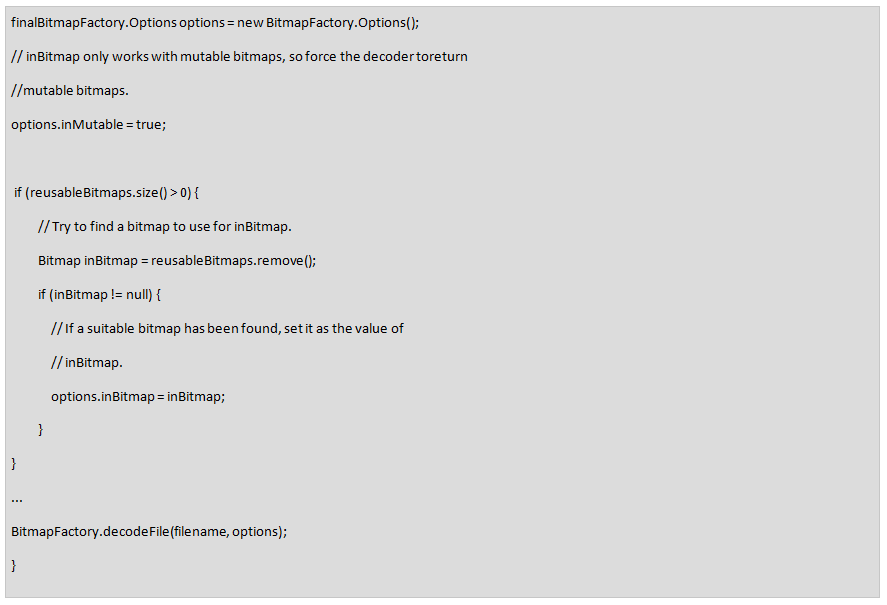 finalBitmapFactory.Options options = new BitmapFactory.Options();
// inBitmap only works with mutable bitmaps, so force the decoder toreturn
//mutable bitmaps.
options.inMutable = true;
if (reusableBitmaps.size() > 0) {
// Try to find a bitmap to use for inBitmap.
Bitmap inBitmap = reusableBitmaps.remove();
if (inBitmap != null) {
// If a suitable bitmap has been found, set it as the value of
// inBitmap.
options.inBitmap = inBitmap;
}
}
...
BitmapFactory.decodeFile(filename, options);
}